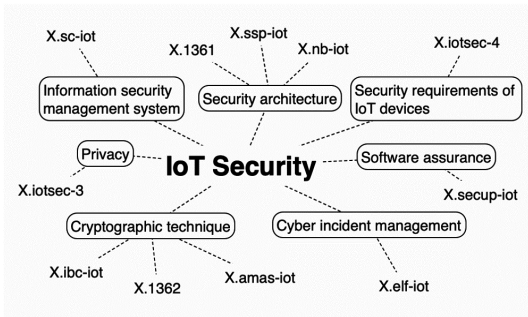 X.sc-iot
X.1361
X.ssp-iot
X.nb-iot
X.iotsec-4
Information security
management system
Security architecture
Security requirements of
IoT devices
Privacy
IoT Security
Software assurance
X.iotsec-3
X.secup-iot
Cryptographic technique
Cyber incident management
X.ibc-iot
X.1362
X.amas-iot
X.elf-iot